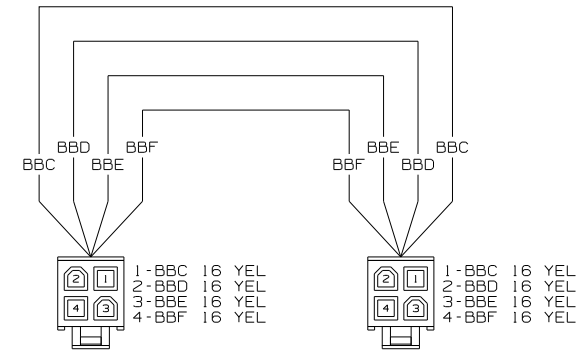 BBD BBF BBE BBC
BBC BBE BBF BBD
2 1
4 3
1-BBC 16 YEL
2-BBD 16 YEL
3-BBE 16 YEL
4-BBF 16 YEL
2 1
4 3
1-BBC 16 YEL
2-BBD 16 YEL
3-BBE 16 YEL
4-BBF 16 YEL